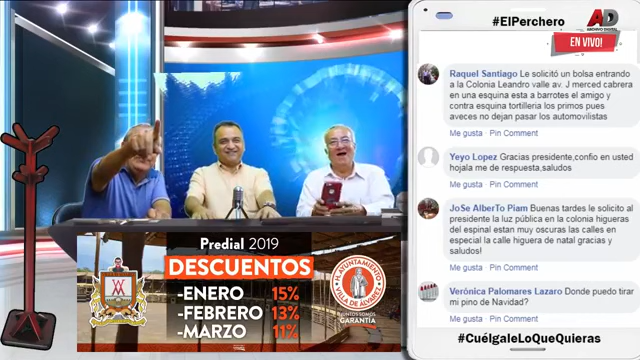 #ElPerchero
AD
ARCHIVO DIGITAL
EN VIVO!
Raquel Santiago Le solicitó un bolsa entrando
a la Colonia Leandro valle av. J merced cabrera
en una esquina esta a barrotes el amigo y
contra esquina tortilleria los primos pues
aveces no dejan pasar los automovilistas
Me gusta · Pin Comment
Yeyo Lopez Gracias presidente,confio en usted
hojala me de respuesta,saludos
Me gusta · Pin Comment
JoSe AlberTo Piam Buenas tardes le solicito al
presidente la luz pública en la colonia higueras
del espinal estan muy oscuras las calles en
especial la calle higuera de natal gracias y
saludos!
Me gusta · Pin Comment
Verónica Palomares Lazaro Donde puedo tirar
mi pino de Navidad?
Me gusta · Pin Comment
#CuélgaleLoQueQuieras
Predial 2019
DESCUENTOS
-ENERO 15%
-FEBRERO 13%
-MARZO 11%
H. AYUNTAMIENTO
VILLA DE ÁLVAREZ
JUNTOS SOMOS
GARANTÍA